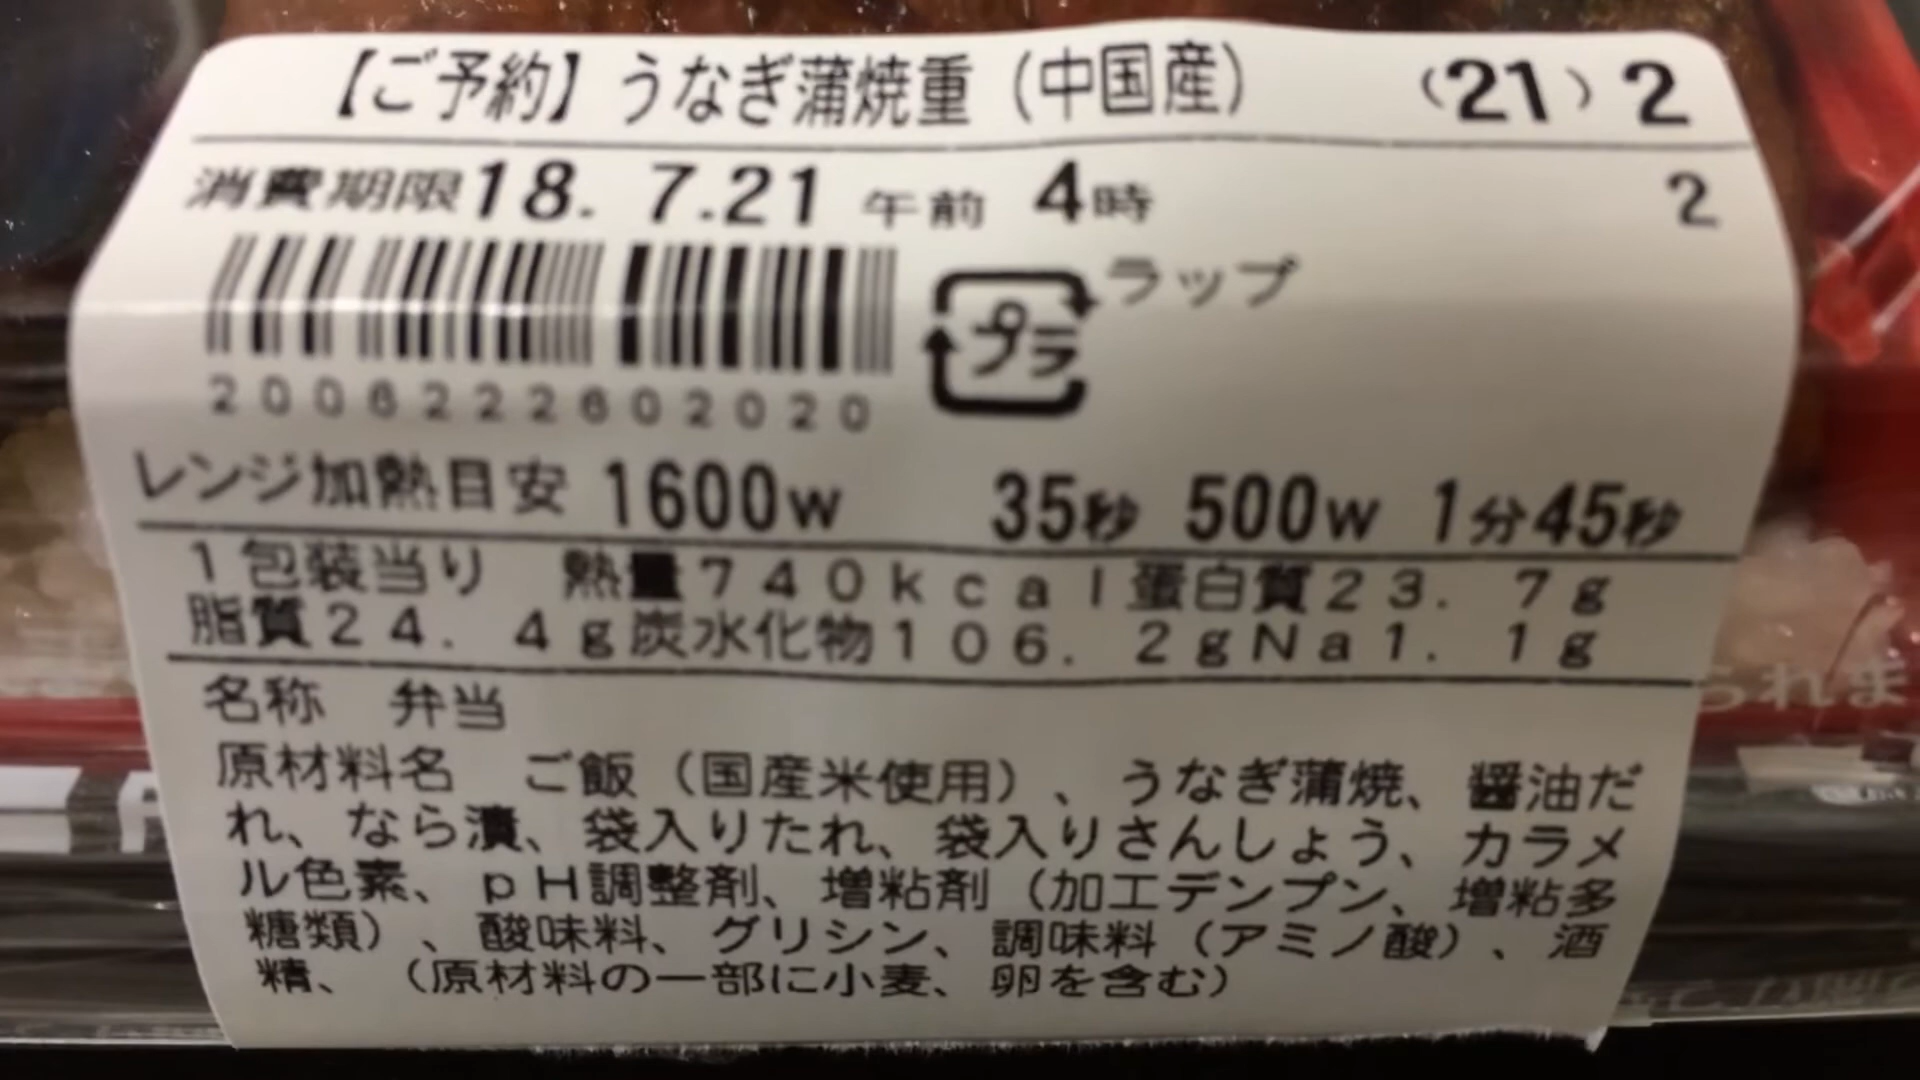 【ご予約】うなぎ蒲焼重（中国産） （21）2
消費期限18. 7.21 午前 4時 2
プラ ラップ
2006222602020
レンジ加熱目安 1600w 35秒 500w 1分45秒
1包装当り 熱量740kcal蛋白質23. 7g
脂質24. 4g炭水化物106. 2gNa1. 1g
名称 弁当
原材料名 ご飯（国産米使用）、うなぎ蒲焼、醤油だ
れ、なら漬、袋入りたれ、袋入りさんしょう、カラメ
ル色素、pH調整剤、増粘剤（加工デンプン、増粘多
糖類）、酸味料、グリシン、調味料（アミノ酸）、酒
精、（原材料の一部に小麦、卵を含む）
られま